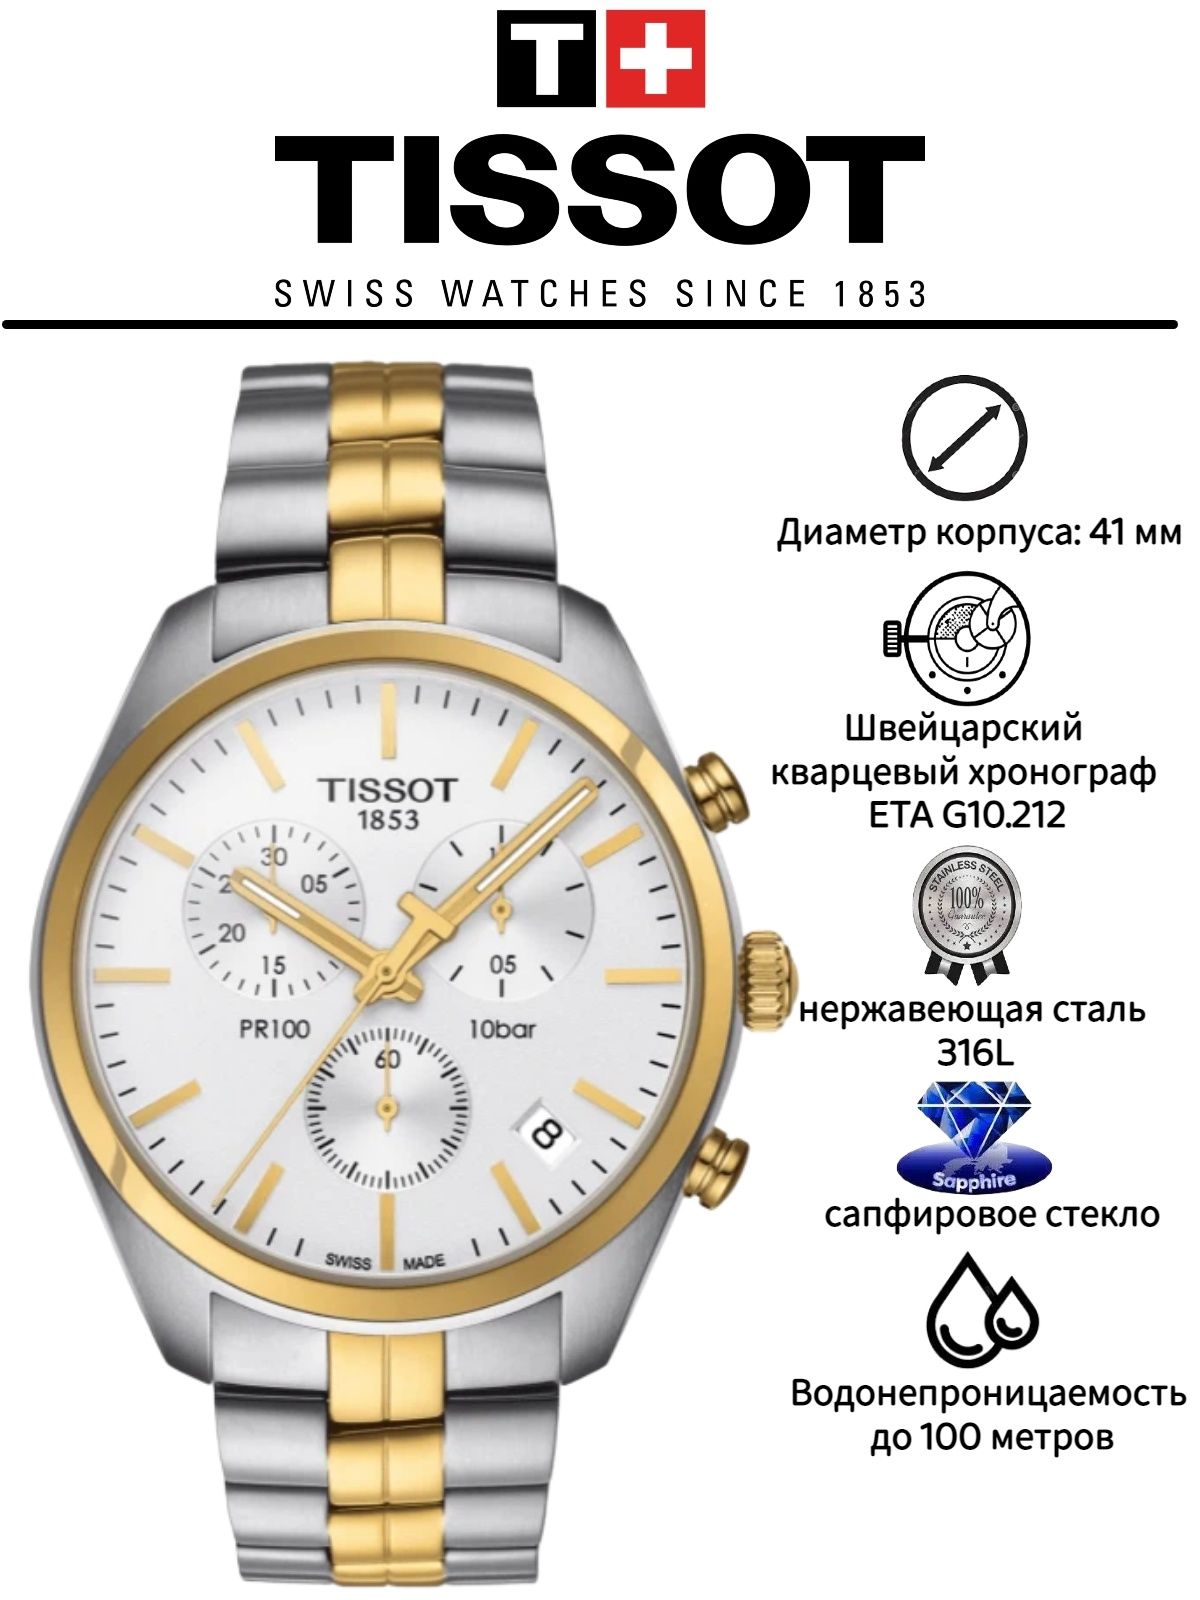 T+
TISSOT
SWISS WATCHES SINCE 1853
Диаметр корпуса: 41 мм
Швейцарский
кварцевый хронограф
ETA G10.212
STAINLESS STEEL
100%
Guarantee
нержавеющая сталь
316L
Sapphire
сапфировое стекло
Водонепроницаемость
до 100 метров
TISSOT
1853
30
05
20
15
05
PR100
10bar
60
8
SWISS MADE